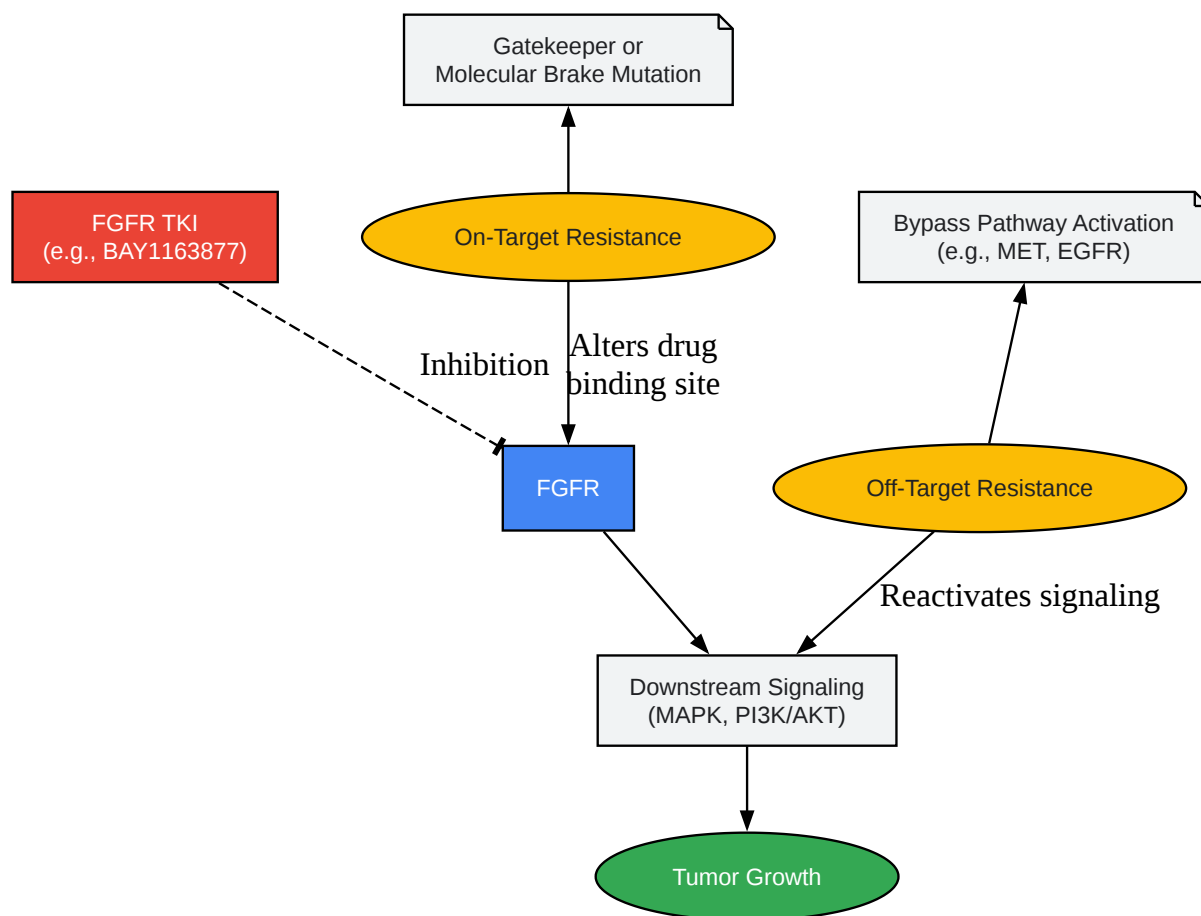 Gatekeeper or
Molecular Brake Mutation
FGFR TKI
(e.g., BAY1163877)
On-Target Resistance
Bypass Pathway Activation
(e.g., MET, EGFR)
Inhibition
Alters drug
binding site
FGFR
Off-Target Resistance
Reactivates signaling
Downstream Signaling
(MAPK, PI3K/AKT)
Tumor Growth